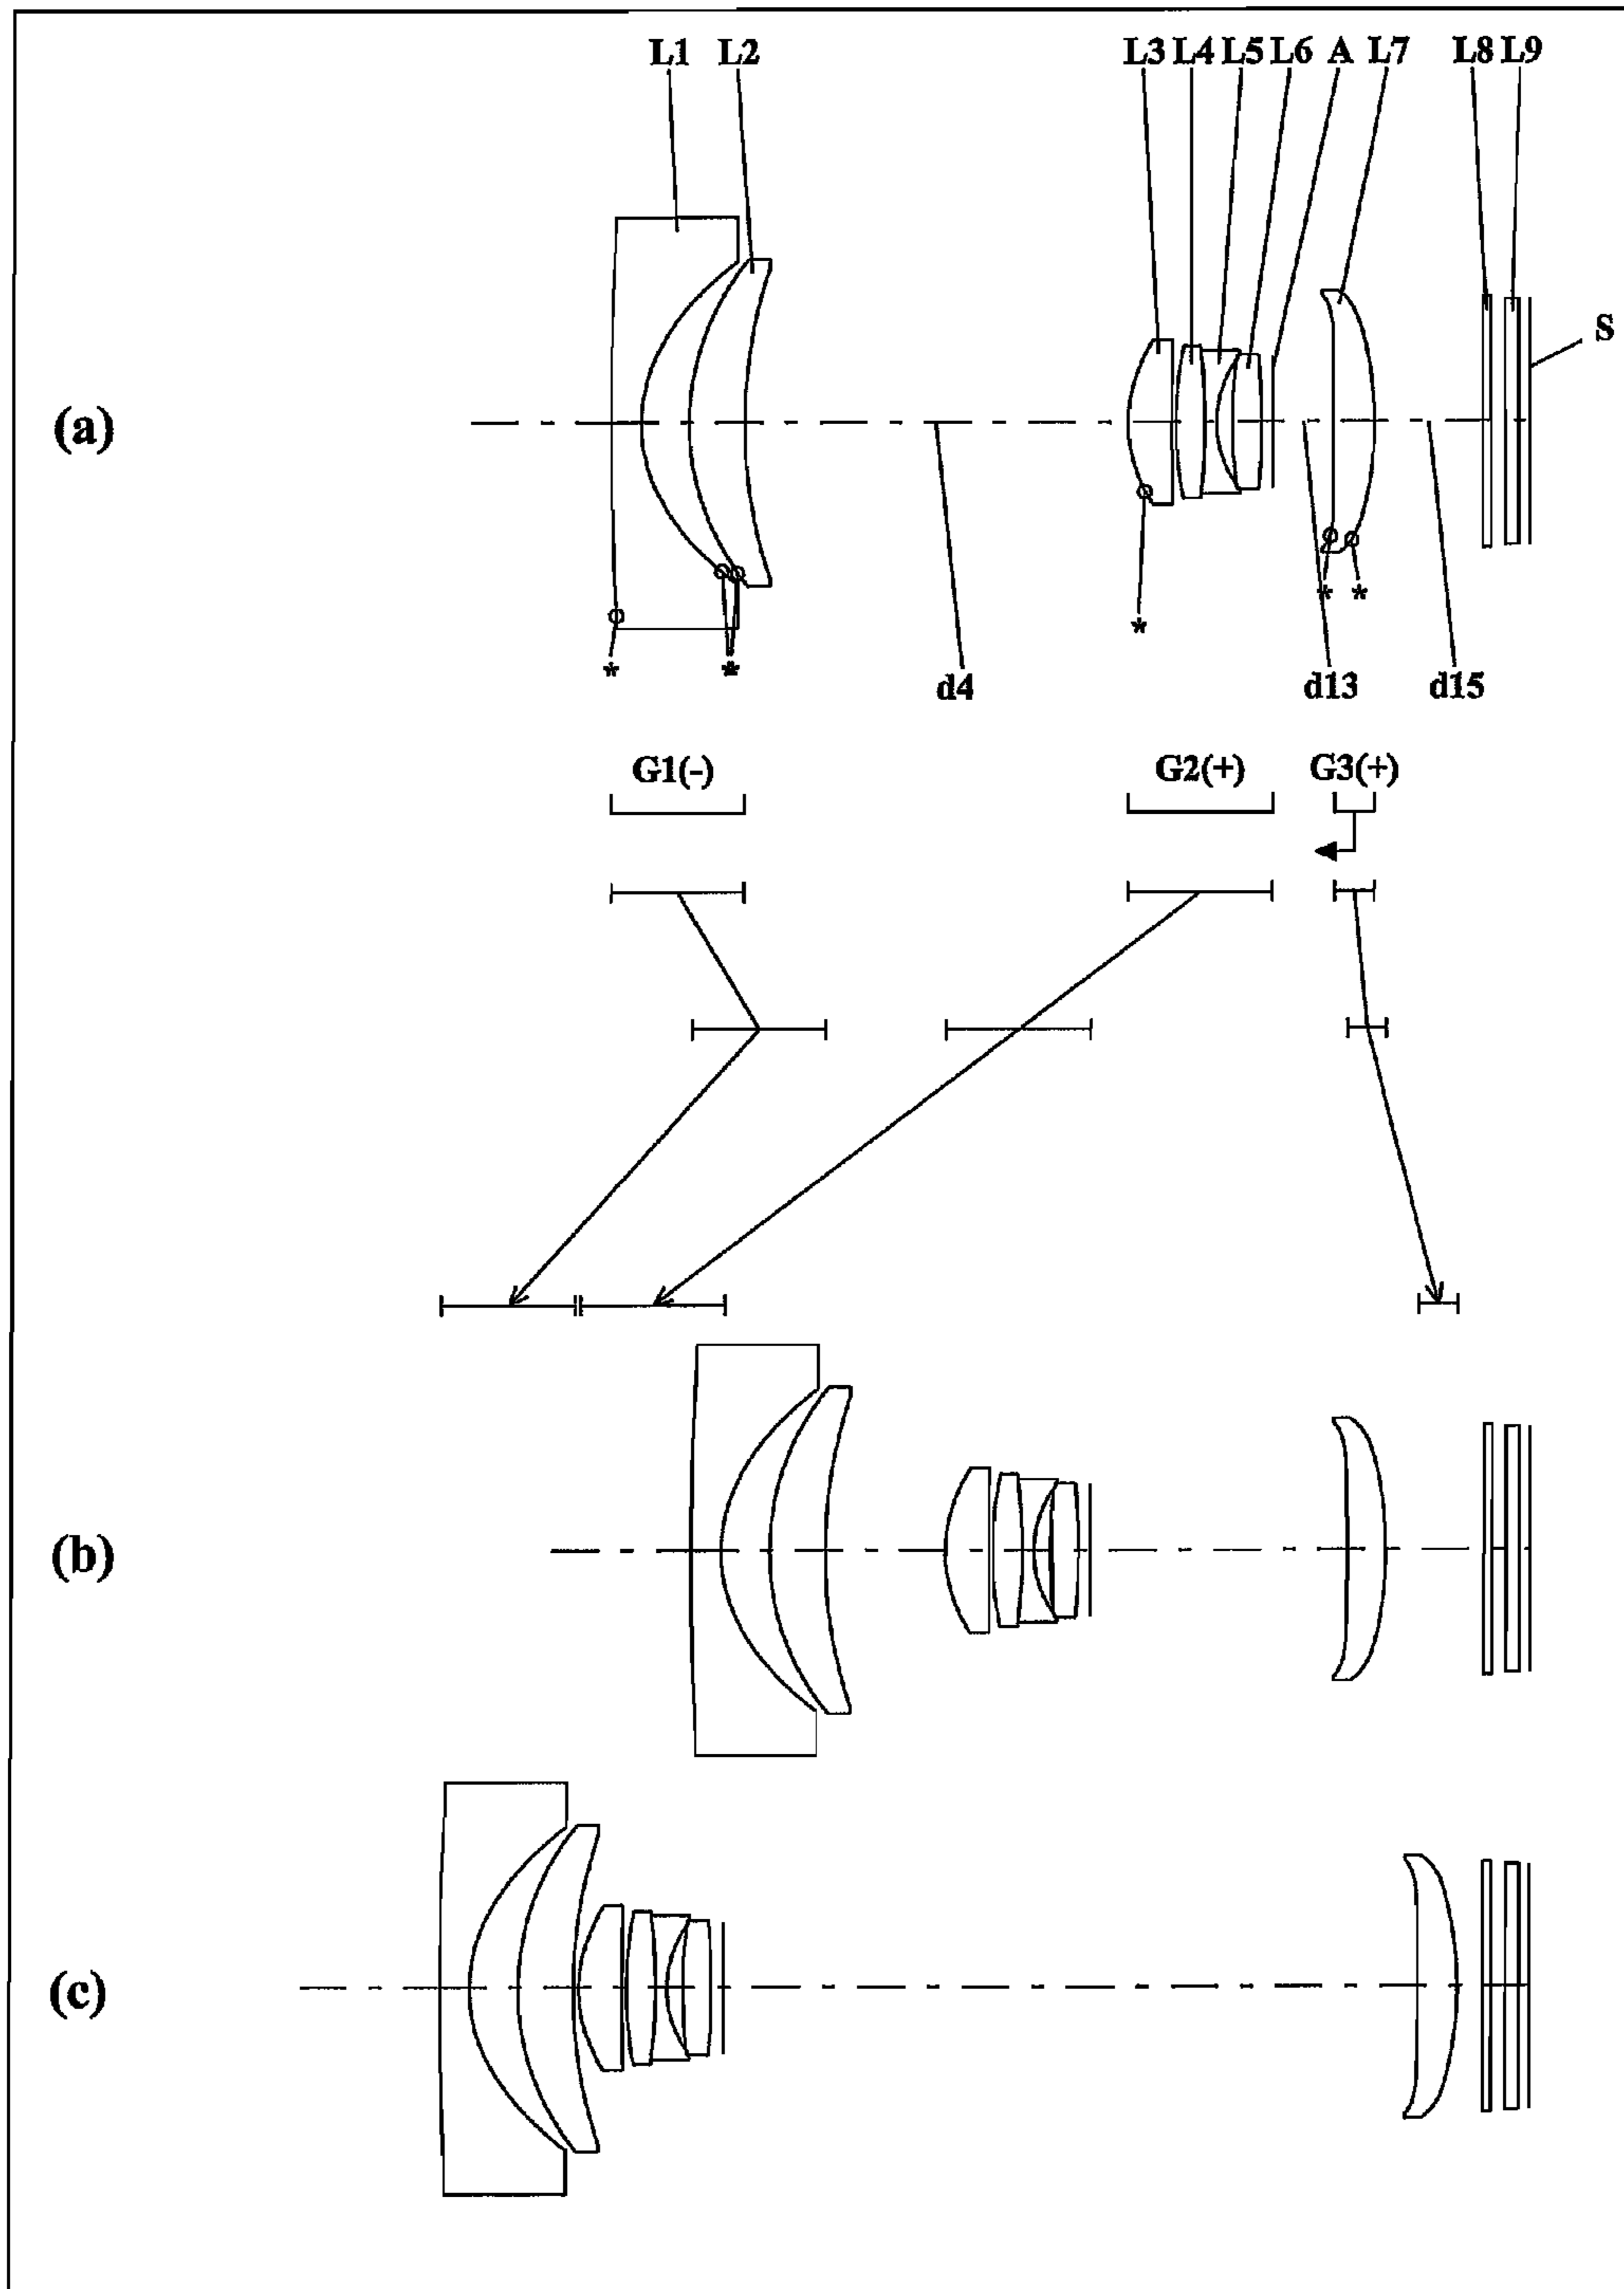 L1 L2 L3 L4 L5 L6 A L7 L8 L9
S
(a)
* * * * *
d4 d13 d15
G1(-) G2(+) G3(+)
(b)
(c)